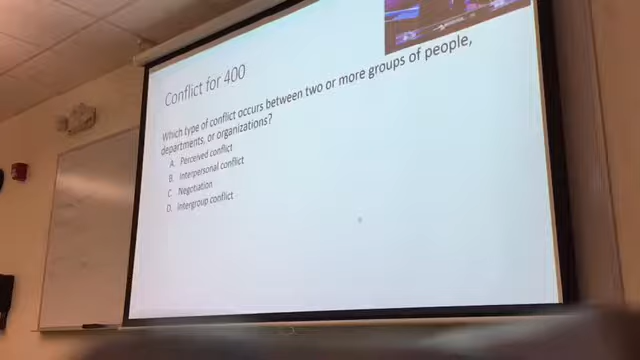 Conflict for 400
Which type of conflict occurs between two or more groups of people,
departments, or organizations?
A. Perceived conflict
B. Interpersonal conflict
C. Negotiation
D. Intergroup conflict